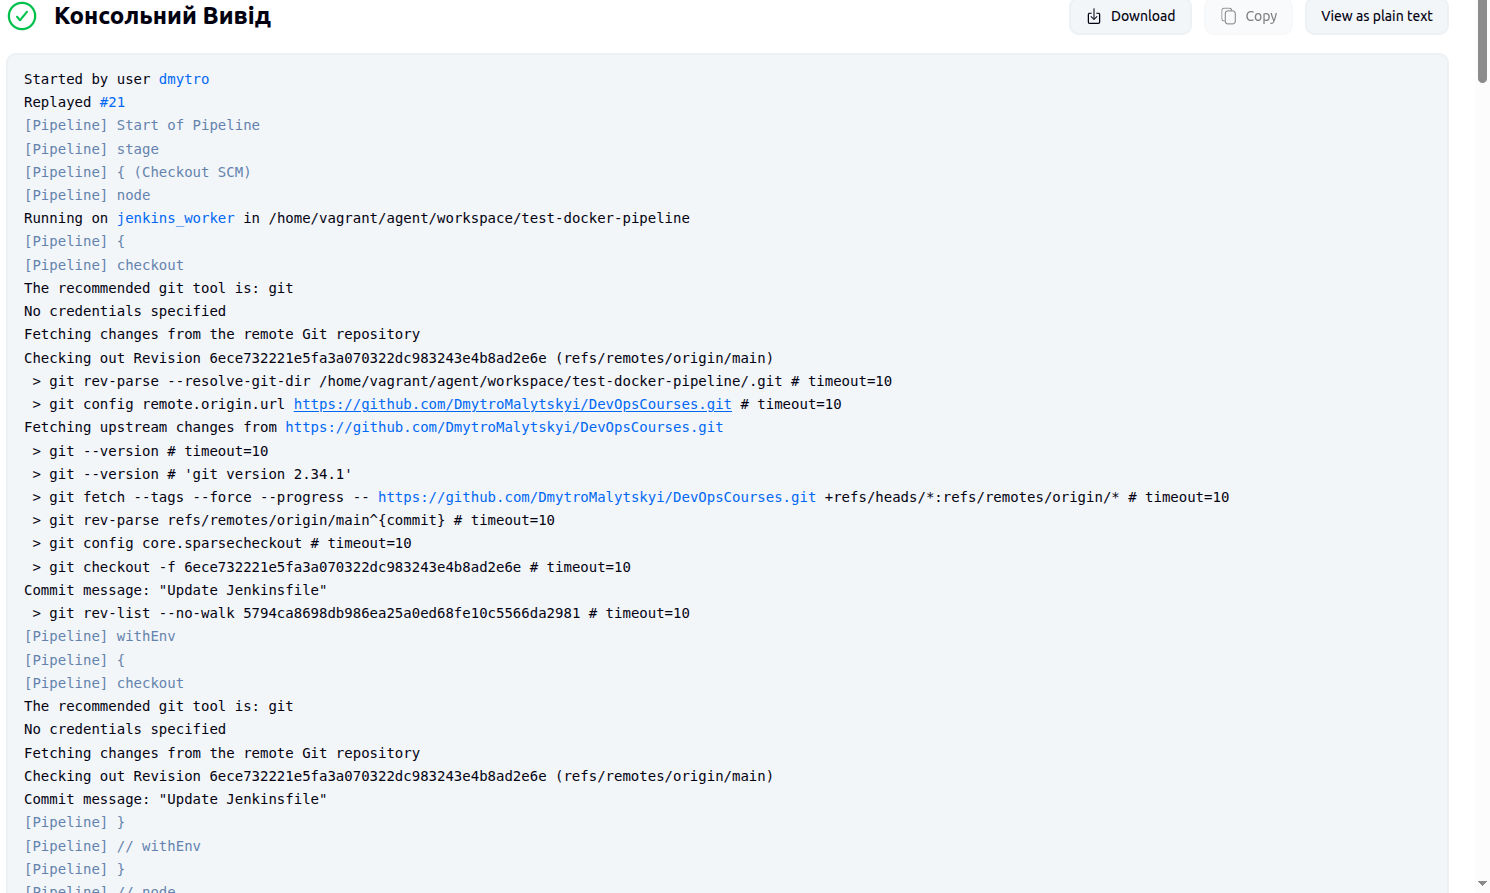 Консольний Вивід
Download
Copy
View as plain text
Started by user dmytro
Replayed #21
[Pipeline] Start of Pipeline
[Pipeline] stage
[Pipeline] { (Checkout SCM)
[Pipeline] node
Running on jenkins_worker in /home/vagrant/agent/workspace/test-docker-pipeline
[Pipeline] {
[Pipeline] checkout
The recommended git tool is: git
No credentials specified
Fetching changes from the remote Git repository
Checking out Revision 6ece732221e5fa3a070322dc983243e4b8ad2e6e (refs/remotes/origin/main)
 > git rev-parse --resolve-git-dir /home/vagrant/agent/workspace/test-docker-pipeline/.git # timeout=10
 > git config remote.origin.url https://github.com/DmytroMalytskyi/DevOpsCourses.git # timeout=10
Fetching upstream changes from https://github.com/DmytroMalytskyi/DevOpsCourses.git
 > git --version # timeout=10
 > git --version # 'git version 2.34.1'
 > git fetch --tags --force --progress -- https://github.com/DmytroMalytskyi/DevOpsCourses.git +refs/heads/*:refs/remotes/origin/* # timeout=10
 > git rev-parse refs/remotes/origin/main^{commit} # timeout=10
 > git config core.sparsecheckout # timeout=10
 > git checkout -f 6ece732221e5fa3a070322dc983243e4b8ad2e6e # timeout=10
Commit message: "Update Jenkinsfile"
 > git rev-list --no-walk 5794ca8698db986ea25a0ed68fe10c5566da2981 # timeout=10
[Pipeline] withEnv
[Pipeline] {
[Pipeline] checkout
The recommended git tool is: git
No credentials specified
Fetching changes from the remote Git repository
Checking out Revision 6ece732221e5fa3a070322dc983243e4b8ad2e6e (refs/remotes/origin/main)
Commit message: "Update Jenkinsfile"
[Pipeline] }
[Pipeline] // withEnv
[Pipeline] }
[Pipeline] // node